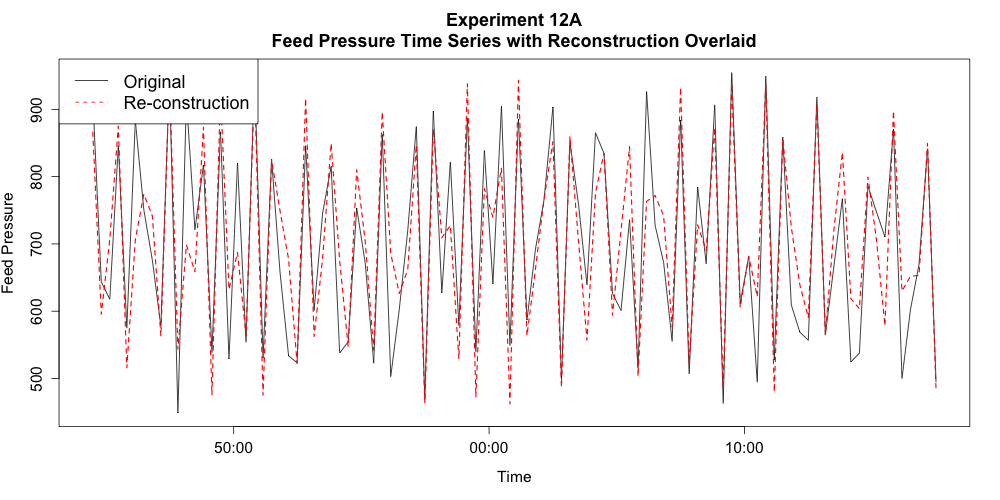 Experiment 12A
Feed Pressure Time Series with Reconstruction Overlaid
Original
Re-construction
Feed Pressure
900
800
700
600
500
50:00
00:00
10:00
Time